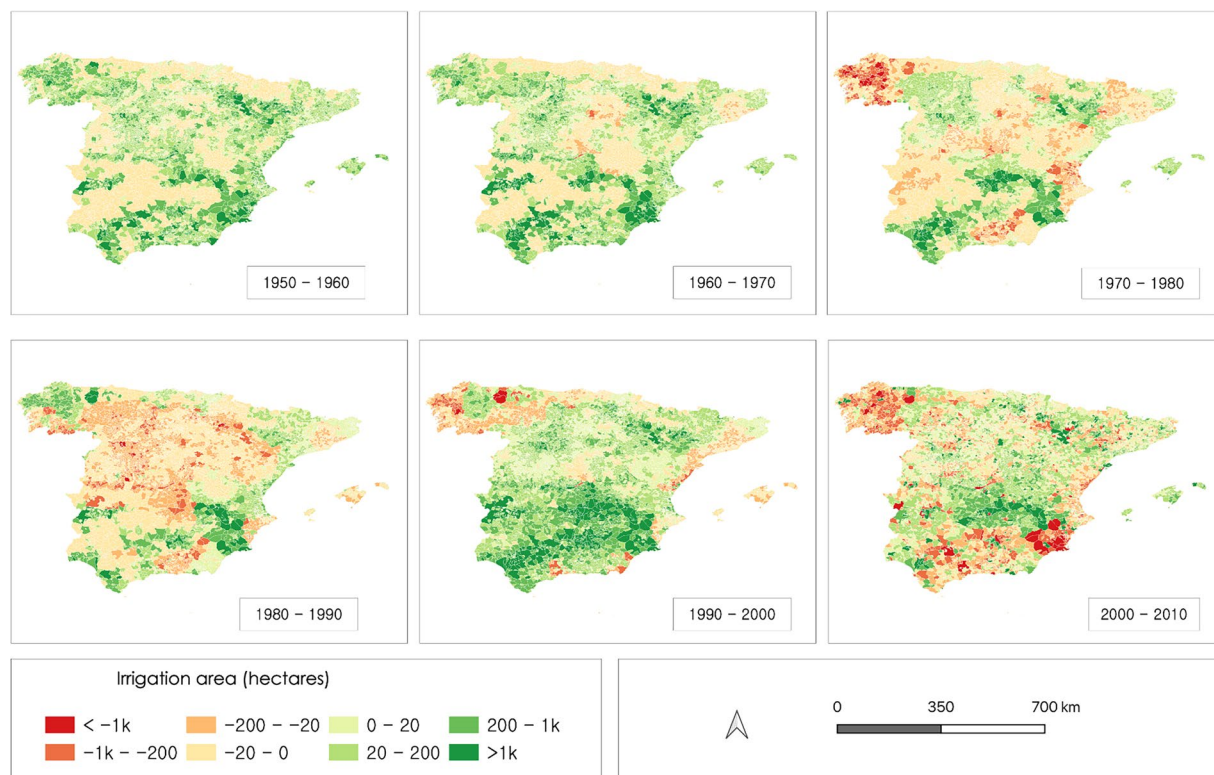 1950 – 1960
1960 – 1970
1970 – 1980
1980 – 1990
1990 – 2000
2000 – 2010
Irrigation area (hectares)
< -1k
-200 - -20
0 - 20
200 - 1k
-1k - -200
-20 - 0
20 - 200
>1k
0 350 700 km